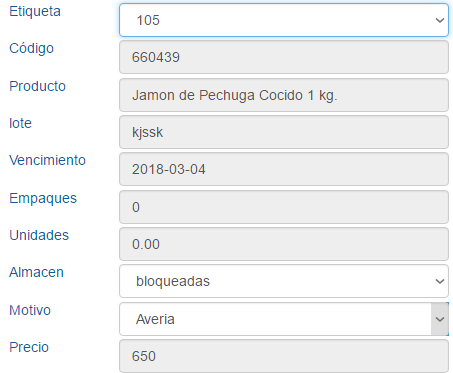 Etiqueta 105
Código 660439
Producto Jamon de Pechuga Cocido 1 kg.
lote kjssk
Vencimiento 2018-03-04
Empaques 0
Unidades 0.00
Almacen bloqueadas
Motivo Averia
Precio 650